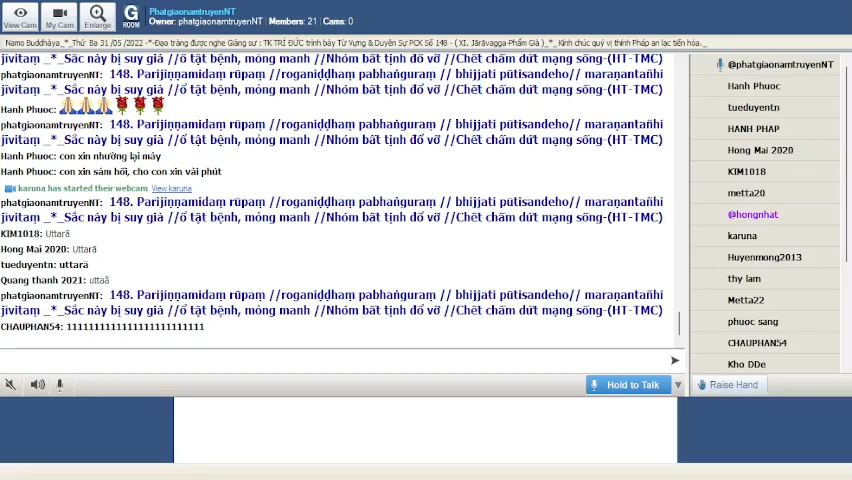 PhatgiaonamtruyenNT
Owner: phatgiaonamtruyenNT | Members: 21 | Cams: 0
View Cam
My Cam
Enlarge
G ROOM
Namo Buddhàya_*_Thứ Ba 31 /05 /2022 -*-Đạo tràng được nghe Giảng sư : TK TRÍ ĐỨC trình bày Từ Vựng & Duyên Sự PCK Số 148 - ( XI. Jàràvagga-Phẩm Già )_*_ Kính chúc quý vị thính Pháp an lạc tiến hóa._
jīvitaṃ _*_Sắc này bị suy già //ổ tật bệnh, mỏng manh //Nhóm bất tịnh đổ vỡ //Chết chấm dứt mạng sống-(HT-TMC)
phatgiaonamtruyenNT: 148. Parijiṇṇamidaṃ rūpaṃ //roganiḍḍhaṃ pabhaṅguraṃ // bhijjati pūtisandeho// maraṇantañhi
jīvitaṃ _*_Sắc này bị suy già //ổ tật bệnh, mỏng manh //Nhóm bất tịnh đổ vỡ //Chết chấm dứt mạng sống-(HT-TMC)
Hanh Phuoc:
phatgiaonamtruyenNT: 148. Parijiṇṇamidaṃ rūpaṃ //roganiḍḍhaṃ pabhaṅguraṃ // bhijjati pūtisandeho// maraṇantañhi
jīvitaṃ _*_Sắc này bị suy già //ổ tật bệnh, mỏng manh //Nhóm bất tịnh đổ vỡ //Chết chấm dứt mạng sống-(HT-TMC)
Hanh Phuoc: con xin nhường lại máy
Hanh Phuoc: con xin sám hối, cho con xin vài phút
karuna has started their webcam View karuna
phatgiaonamtruyenNT: 148. Parijiṇṇamidaṃ rūpaṃ //roganiḍḍhaṃ pabhaṅguraṃ // bhijjati pūtisandeho// maraṇantañhi
jīvitaṃ _*_Sắc này bị suy già //ổ tật bệnh, mỏng manh //Nhóm bất tịnh đổ vỡ //Chết chấm dứt mạng sống-(HT-TMC)
KIM1018: Uttarā
Hong Mai 2020: Uttarā
tueduyentn: uttarā
Quang thanh 2021: uttaā
phatgiaonamtruyenNT: 148. Parijiṇṇamidaṃ rūpaṃ //roganiḍḍhaṃ pabhaṅguraṃ // bhijjati pūtisandeho// maraṇantañhi
jīvitaṃ _*_Sắc này bị suy già //ổ tật bệnh, mỏng manh //Nhóm bất tịnh đổ vỡ //Chết chấm dứt mạng sống-(HT-TMC)
CHAUPHAN54: 1111111111111111111111111
Hold to Talk
@phatgiaonamtruyenNT
Hanh Phuoc
tueduyentn
HANH PHAP
Hong Mai 2020
KIM1018
metta20
@hongnhat
karuna
Huyenmong2013
thy lam
Metta22
phuoc sang
CHAUPHAN54
Kho DDe
Raise Hand